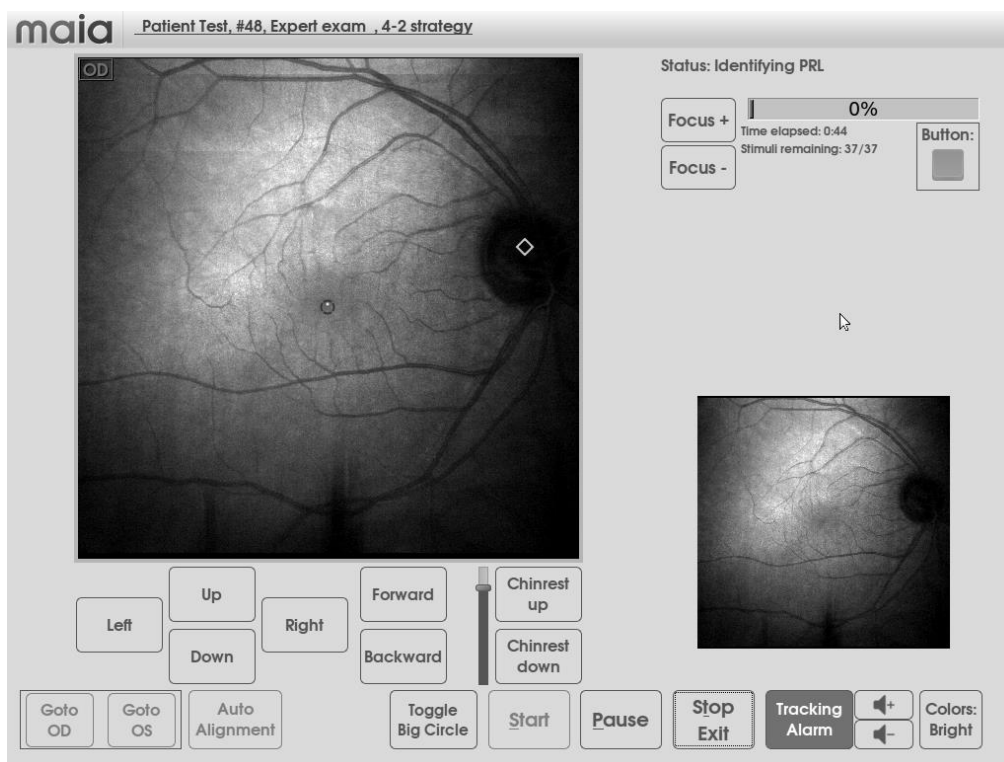 maia
Patient Test, #48, Expert exam , 4-2 strategy
OD
Status: Identifying PRL
Focus +
0%
Time elapsed: 0:44
Stimuli remaining: 37/37
Button:
Focus -
Left
Up
Down
Right
Forward
Backward
Chinrest
up
Chinrest
down
Goto
OD
Goto
OS
Auto
Alignment
Toggle
Big Circle
Start
Pause
Stop
Exit
Tracking
Alarm
+
-
Colors:
Bright